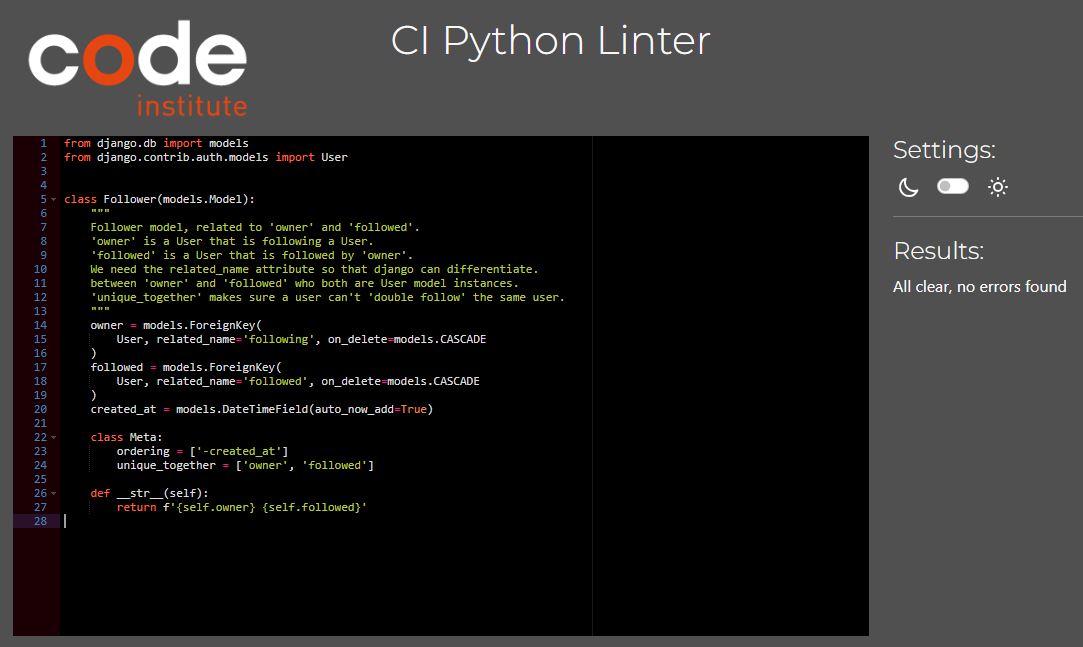 code
institute
CI Python Linter
1 from django.db import models
2 from django.contrib.auth.models import User
3
4
5 class Follower(models.Model):
6     """
7     Follower model, related to 'owner' and 'followed'.
8     'owner' is a User that is following a User.
9     'followed' is a User that is followed by 'owner'.
10     We need the related_name attribute so that django can differentiate.
11     between 'owner' and 'followed' who both are User model instances.
12     'unique_together' makes sure a user can't 'double follow' the same user.
13     """
14     owner = models.ForeignKey(
15         User, related_name='following', on_delete=models.CASCADE
16     )
17     followed = models.ForeignKey(
18         User, related_name='followed', on_delete=models.CASCADE
19     )
20     created_at = models.DateTimeField(auto_now_add=True)
21
22     class Meta:
23         ordering = ['-created_at']
24         unique_together = ['owner', 'followed']
25
26     def __str__(self):
27         return f'{self.owner} {self.followed}'
28
Settings:
Results:
All clear, no errors found